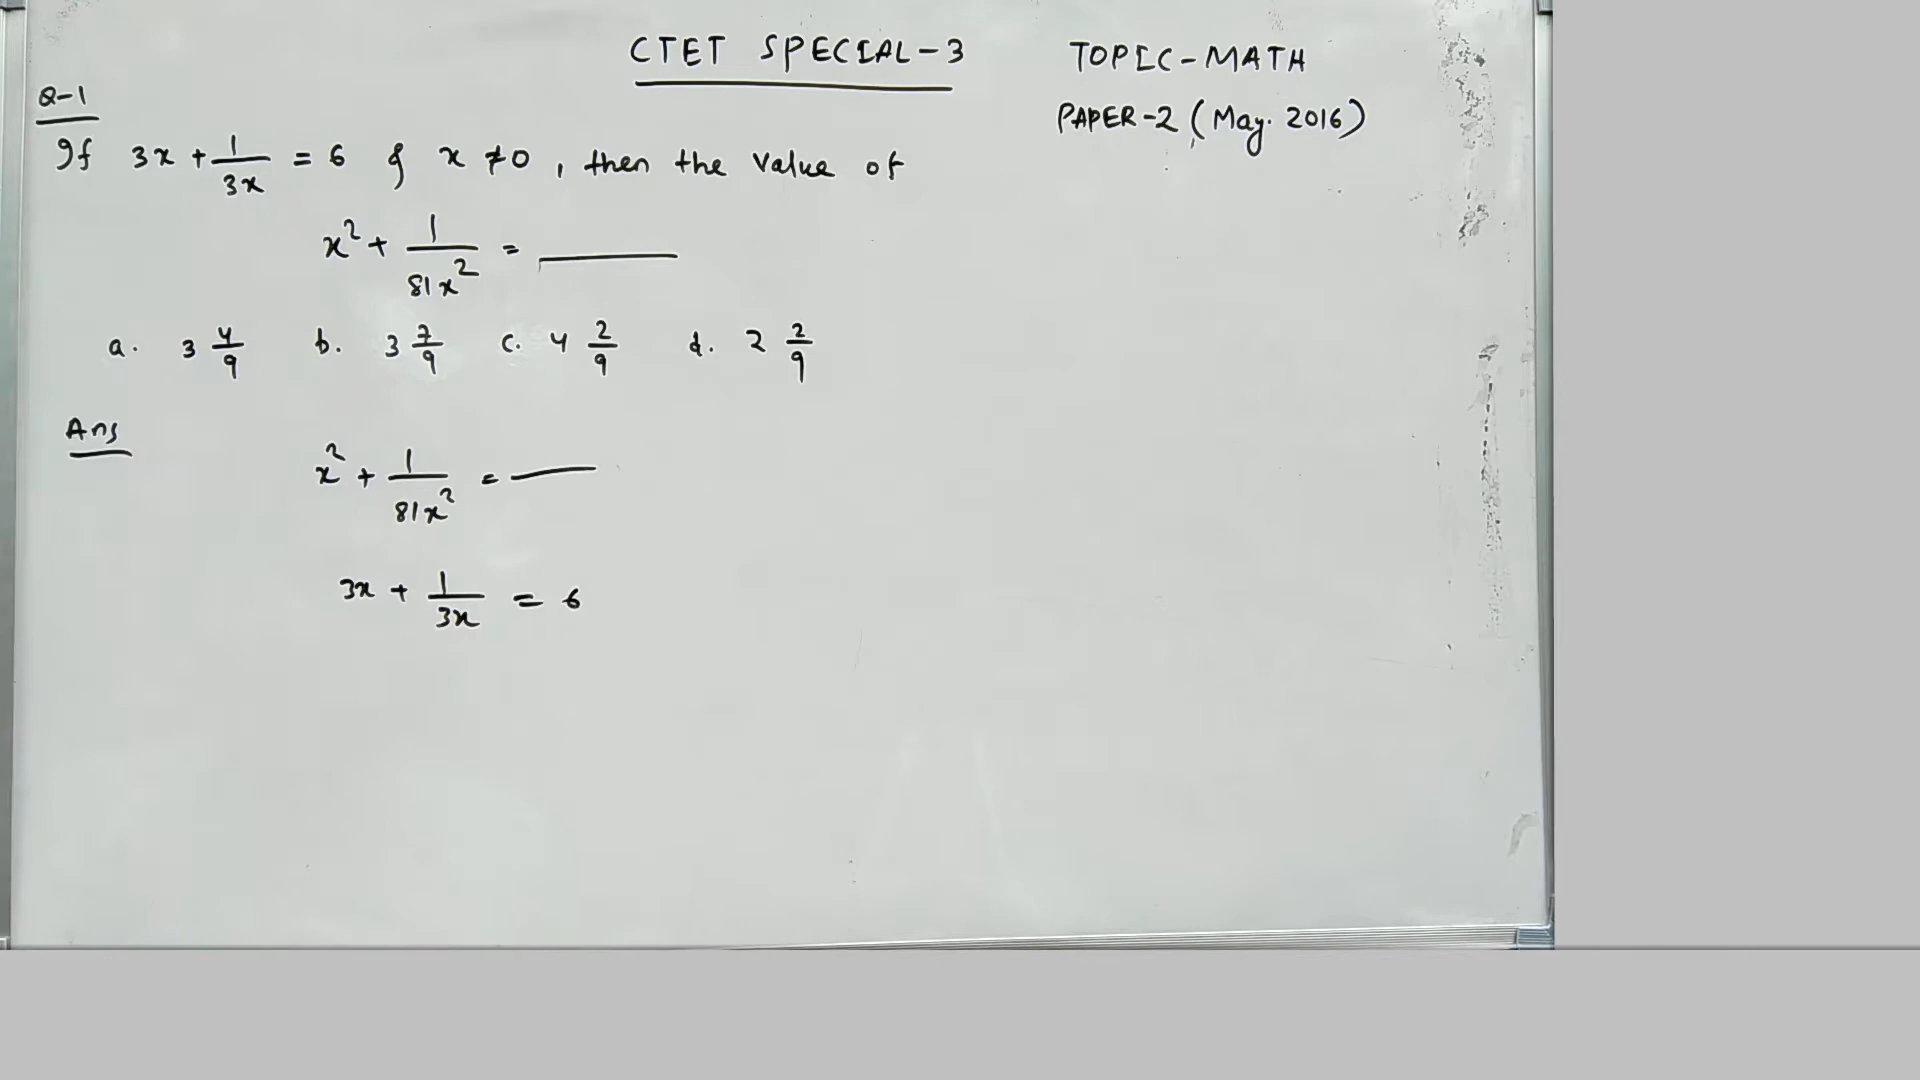 CTET SPECIAL-3
TOPIC-MATH
PAPER-2 (May. 2016)
Q-1
If 3x + 1/3x = 6 & x ≠ 0, then the value of
x² + 1/81x² = ____
a. 3 4/9 b. 3 7/9 c. 4 2/9 d. 2 2/9
Ans
x² + 1/81x² = ___
3x + 1/3x = 6